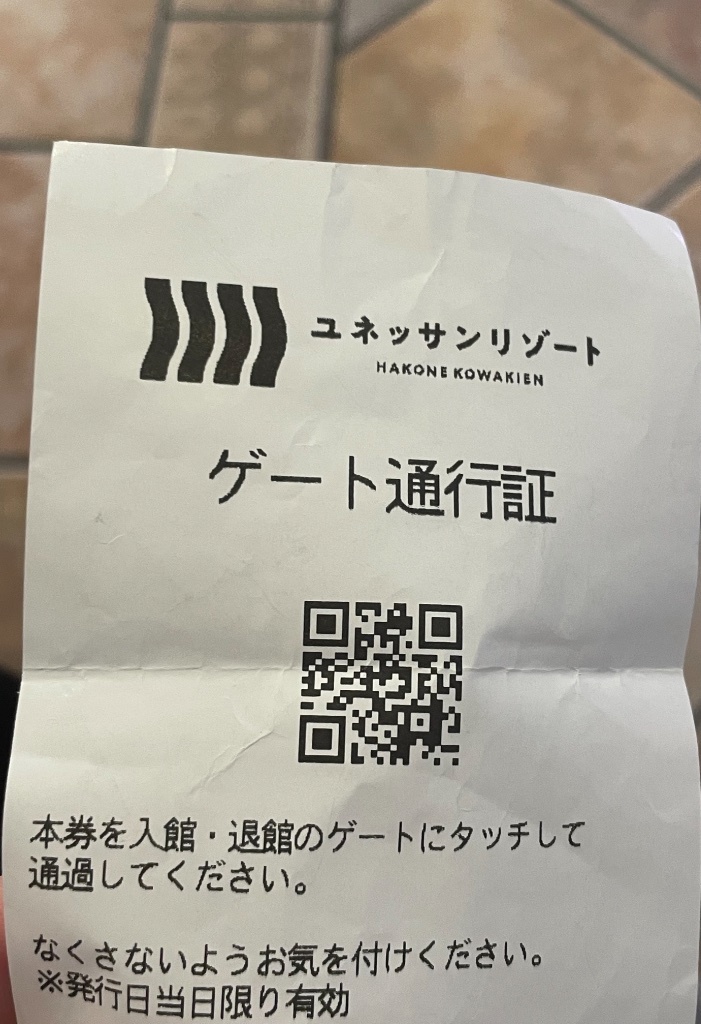 ユネッサンリゾート
HAKONE KOWAKIEN
ゲート通行証
本券を入館・退館のゲートにタッチして
通過してください。
なくさないようお気を付けください。
※発行日当日限り有効